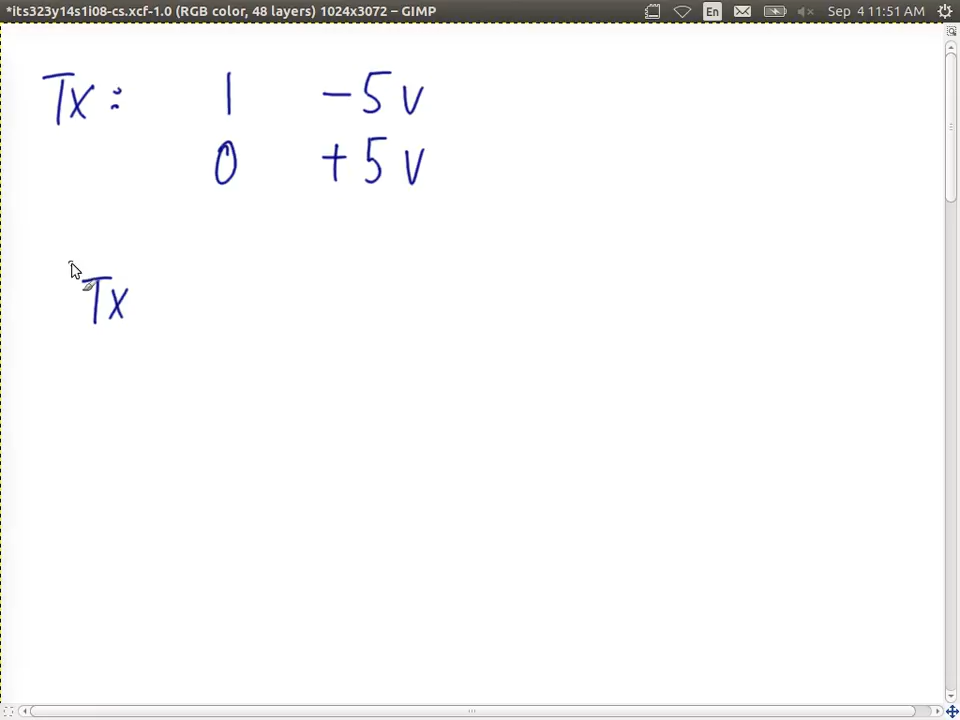 *its323y14s1i08-cs.xcf-1.0 (RGB color, 48 layers) 1024x3072 – GIMP En Sep 4 11:51 AM
Tx: 1 -5 v
0 +5 v
Tx